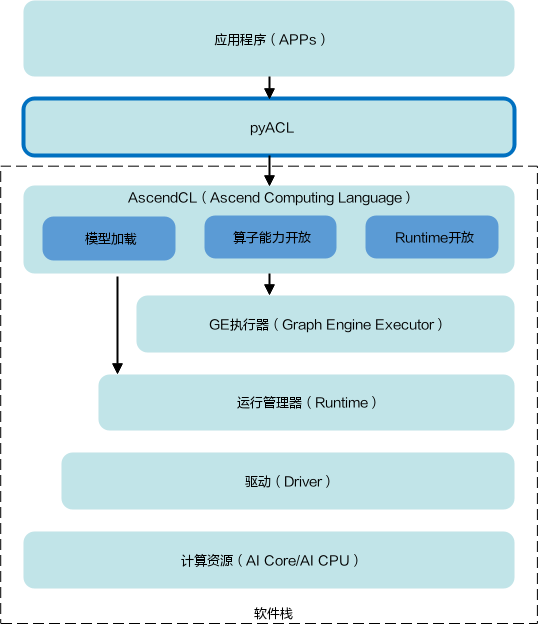 应用程序（APPs）
pyACL
AscendCL（Ascend Computing Language）
模型加载
算子能力开放
Runtime开放
GE执行器（Graph Engine Executor）
运行管理器（Runtime）
驱动（Driver）
计算资源（AI Core/AI CPU）
软件栈